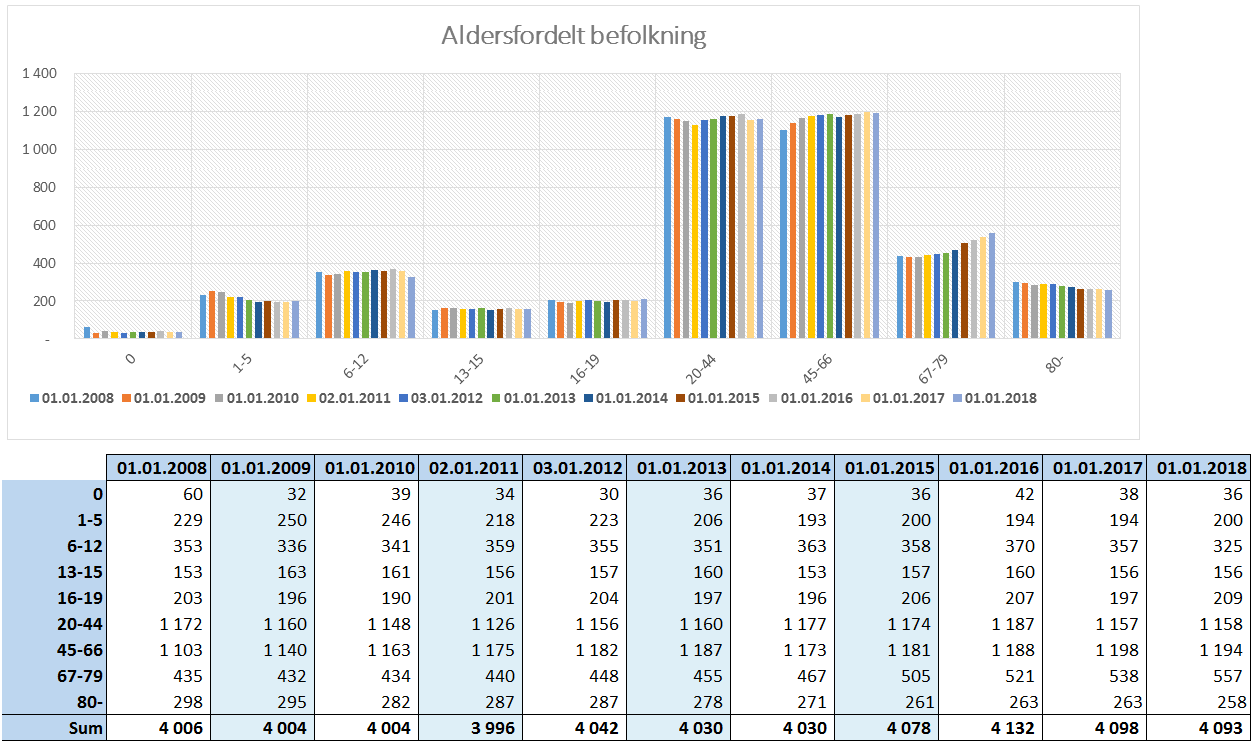 Aldersfordelt befolkning
1 400
1 200
1 000
800
600
400
200
-
0 1-5 6-12 13-15 16-19 20-44 45-66 67-79 80-
01.01.2008 01.01.2009 01.01.2010 02.01.2011 03.01.2012 01.01.2013 01.01.2014 01.01.2015 01.01.2016 01.01.2017 01.01.2018
01.01.2008 01.01.2009 01.01.2010 02.01.2011 03.01.2012 01.01.2013 01.01.2014 01.01.2015 01.01.2016 01.01.2017 01.01.2018
0 60 32 39 34 30 36 37 36 42 38 36
1-5 229 250 246 218 223 206 193 200 194 194 200
6-12 353 336 341 359 355 351 363 358 370 357 325
13-15 153 163 161 156 157 160 153 157 160 156 156
16-19 203 196 190 201 204 197 196 206 207 197 209
20-44 1 172 1 160 1 148 1 126 1 156 1 160 1 177 1 174 1 187 1 157 1 158
45-66 1 103 1 140 1 163 1 175 1 182 1 187 1 173 1 181 1 188 1 198 1 194
67-79 435 432 434 440 448 455 467 505 521 538 557
80- 298 295 282 287 287 278 271 261 263 263 258
Sum 4 006 4 004 4 004 3 996 4 042 4 030 4 030 4 078 4 132 4 098 4 093